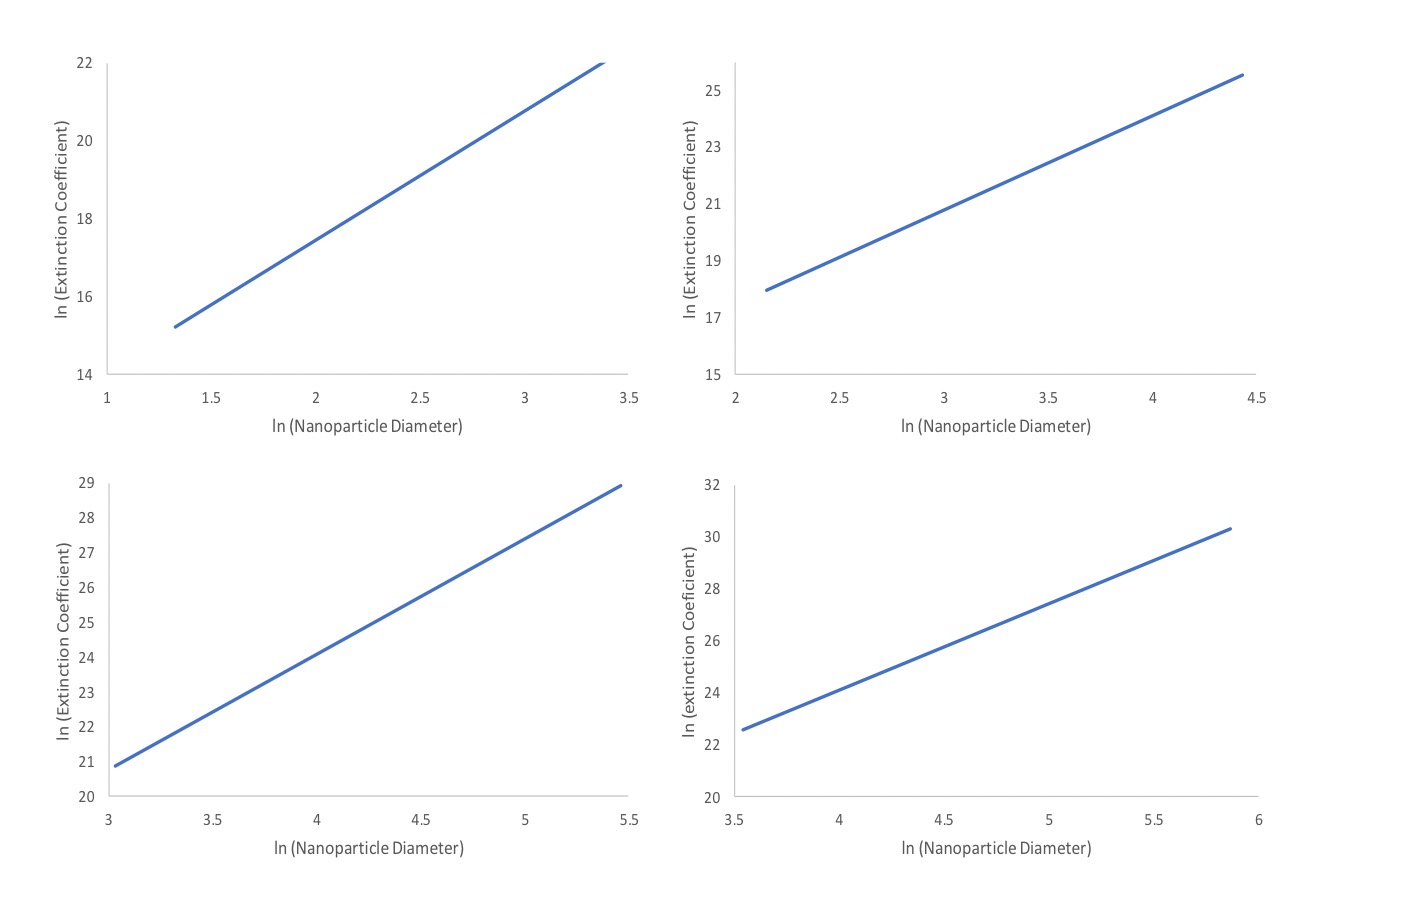 22
20
18
16
14
ln (Extinction Coefficient)
1 1.5 2 2.5 3 3.5
ln (Nanoparticle Diameter)
25
23
21
19
17
15
ln (Extinction Coefficient)
2 2.5 3 3.5 4 4.5
ln (Nanoparticle Diameter)
29
28
27
26
25
24
23
22
21
20
ln (Extinction Coefficient)
3 3.5 4 4.5 5 5.5
ln (Nanoparticle Diameter)
32
30
28
26
24
22
20
ln (extinction Coeficient)
3.5 4 4.5 5 5.5 6
ln (Nanoparticle Diameter)